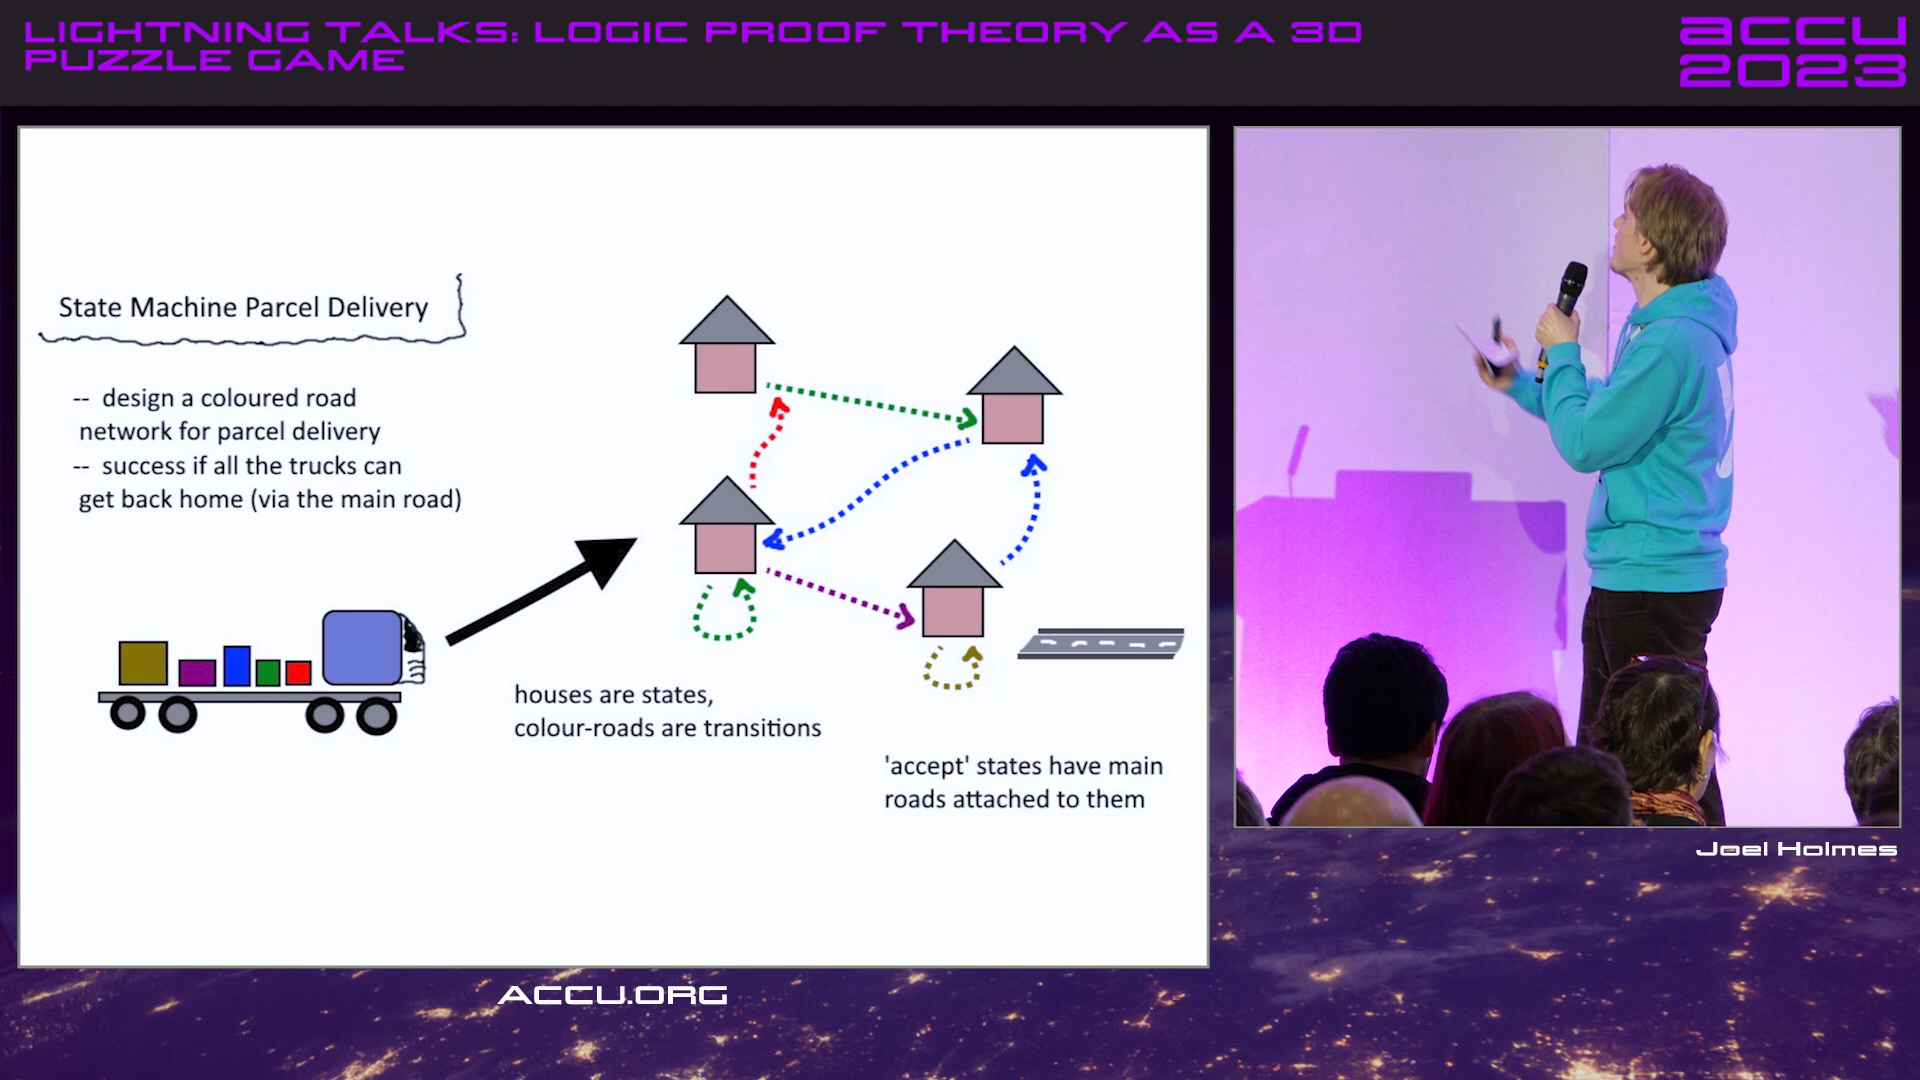 LIGHTNING TALKS: LOGIC PROOF THEORY AS A 3D
PUZZLE GAME
accu
2023
State Machine Parcel Delivery
-- design a coloured road
network for parcel delivery
-- success if all the trucks can
get back home (via the main road)
houses are states,
colour-roads are transitions
'accept' states have main
roads attached to them
Joel Holmes
ACCU.ORG